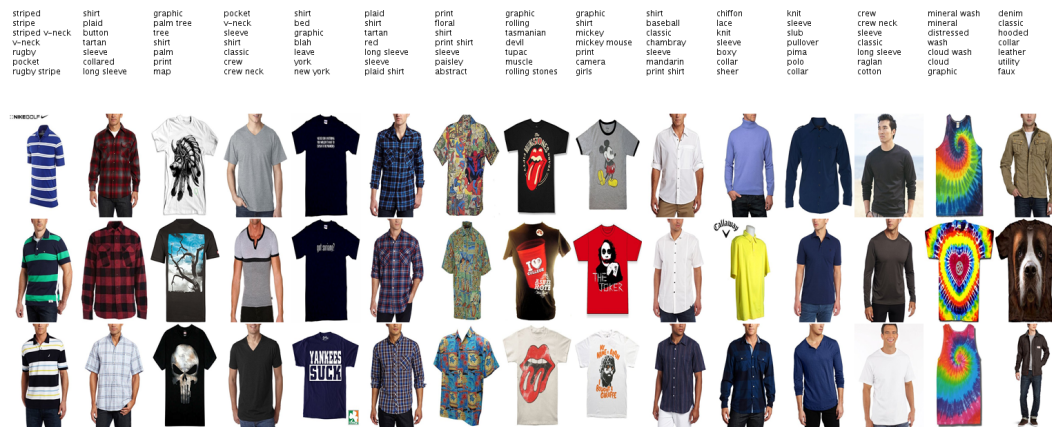 striped
stripe
striped v-neck
v-neck
rugby
pocket
rugby stripe
shirt
plaid
button
tartan
sleeve
collared
long sleeve
graphic
palm tree
tree
shirt
palm
print
map
pocket
v-neck
sleeve
shirt
classic
crew
crew neck
shirt
bed
graphic
blah
leave
york
new york
plaid
shirt
tartan
red
long sleeve
sleeve
plaid shirt
print
floral
shirt
print shirt
sleeve
paisley
abstract
graphic
rolling
tasmanian
devil
tupac
muscle
rolling stones
graphic
shirt
mickey
mickey mouse
print
camera
girls
shirt
baseball
classic
chambray
sleeve
mandarin
print shirt
chiffon
lace
knit
sleeve
boxy
collar
sheer
knit
sleeve
slub
pullover
pima
polo
collar
crew
crew neck
sleeve
classic
long sleeve
raglan
cotton
mineral wash
mineral
distressed
wash
cloud wash
cloud
graphic
denim
classic
hooded
collar
leather
utility
faux
NIKEGOLF
Callaway
I
COLLEGE
THE
JOKER
YANKEES
SUCK